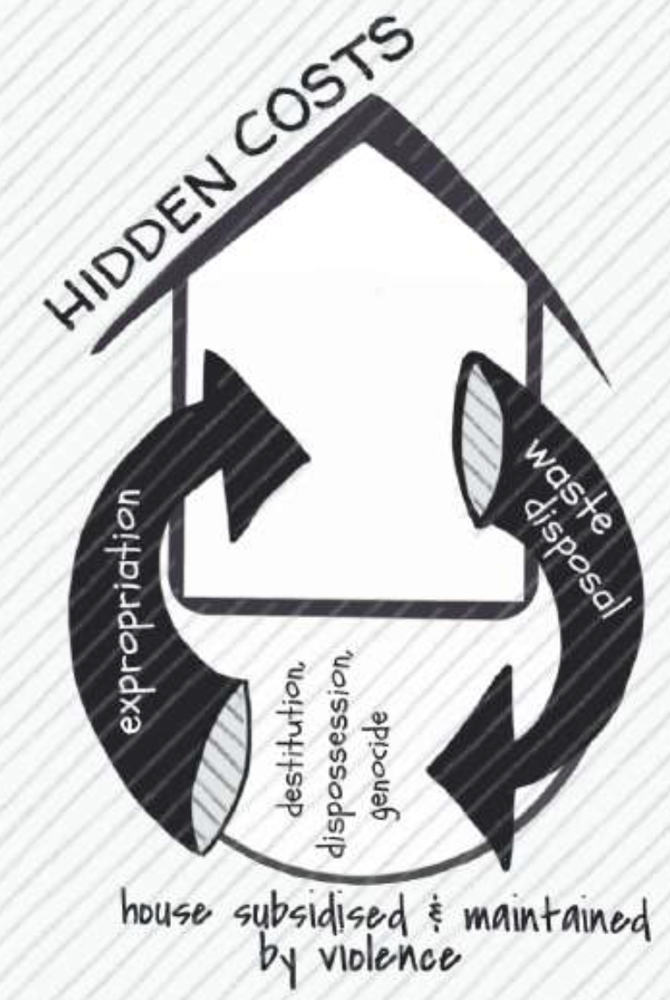 HIDDEN COSTS
expropriation
waste
disposal
destitution,
dispossession,
genocide
house subsidised & maintained
by violence